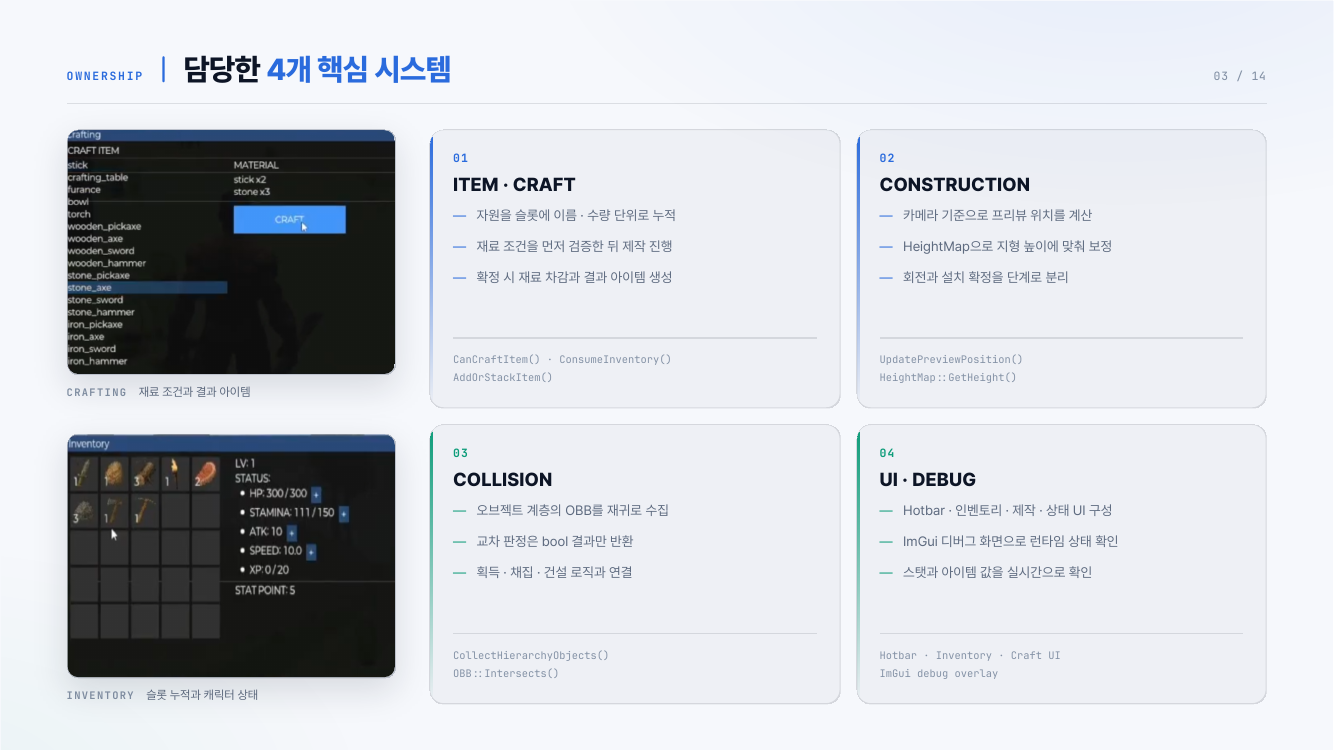 OWNERSHIP
담당한 4개 핵심 시스템
03 / 14
Crafting
CRAFT ITEM
stick
crafting_table
furance
bowl
torch
wooden_pickaxe
wooden_axe
wooden_sword
wooden_hammer
stone_pickaxe
stone_axe
stone_sword
stone_hammer
iron_pickaxe
iron_axe
iron_sword
iron_hammer
MATERIAL
stick x2
stone x3
CRAFT
CRAFTING 재료 조건과 결과 아이템
Inventory
1 1 3 1 2
3 1 1
LV: 1
STATUS:
• HP: 300/300 +
• STAMINA: 111/150 +
• ATK: 10 +
• SPEED: 10.0 +
• XP: 0/20
STAT POINT: 5
INVENTORY 슬롯 누적과 캐릭터 상태
01
ITEM · CRAFT
— 자원을 슬롯에 이름 · 수량 단위로 누적
— 재료 조건을 먼저 검증한 뒤 제작 진행
— 확정 시 재료 차감과 결과 아이템 생성
CanCraftItem() · ConsumeInventory()
AddOrStackItem()
02
CONSTRUCTION
— 카메라 기준으로 프리뷰 위치를 계산
— HeightMap으로 지형 높이에 맞춰 보정
— 회전과 설치 확정을 단계로 분리
UpdatePreviewPosition()
HeightMap::GetHeight()
03
COLLISION
— 오브젝트 계층의 OBB를 재귀로 수집
— 교차 판정은 bool 결과만 반환
— 획득 · 채집 · 건설 로직과 연결
CollectHierarchyObjects()
OBB::Intersects()
04
UI · DEBUG
— Hotbar · 인벤토리 · 제작 · 상태 UI 구성
— ImGui 디버그 화면으로 런타임 상태 확인
— 스탯과 아이템 값을 실시간으로 확인
Hotbar · Inventory · Craft UI
ImGui debug overlay